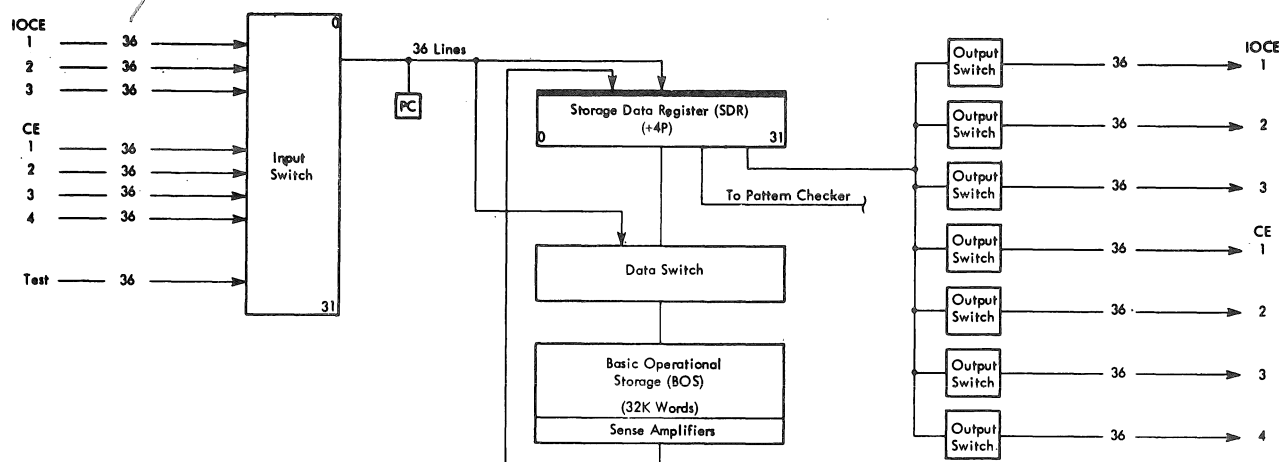 IOCE
1 36
2 36
3 36
CE
1 36
2 36
3 36
4 36
Test 36
0
Input
Switch
31
36 Lines
PC
Storage Data Register (SDR)
(+4P)
0 31
To Pattern Checker
Data Switch
Basic Operational
Storage (BOS)
(32K Words)
Sense Amplifiers
IOCE
Output
Switch 36 1
Output
Switch 36 2
Output
Switch 36 3
CE
Output
Switch 36 1
Output
Switch 36 2
Output
Switch 36 3
Output
Switch 36 4